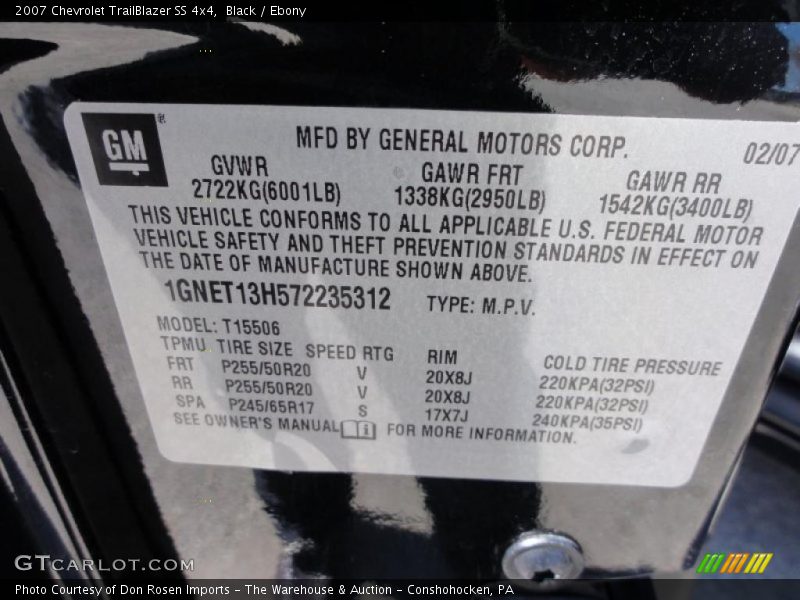 2007 Chevrolet TrailBlazer SS 4x4, Black / Ebony
GM®
MFD BY GENERAL MOTORS CORP. 02/07
GVWR GAWR FRT GAWR RR
2722KG(6001LB) 1338KG(2950LB) 1542KG(3400LB)
THIS VEHICLE CONFORMS TO ALL APPLICABLE U.S. FEDERAL MOTOR
VEHICLE SAFETY AND THEFT PREVENTION STANDARDS IN EFFECT ON
THE DATE OF MANUFACTURE SHOWN ABOVE.
1GNET13H572235312 TYPE: M.P.V.
MODEL: T15506
TPMU TIRE SIZE SPEED RTG RIM COLD TIRE PRESSURE
FRT P255/50R20 V 20X8J 220KPA(32PSI)
RR P255/50R20 V 20X8J 220KPA(32PSI)
SPA P245/65R17 S 17X7J 240KPA(35PSI)
SEE OWNER'S MANUAL i FOR MORE INFORMATION.
GTCARLOT.COM
Photo Courtesy of Don Rosen Imports - The Warehouse & Auction - Conshohocken, PA